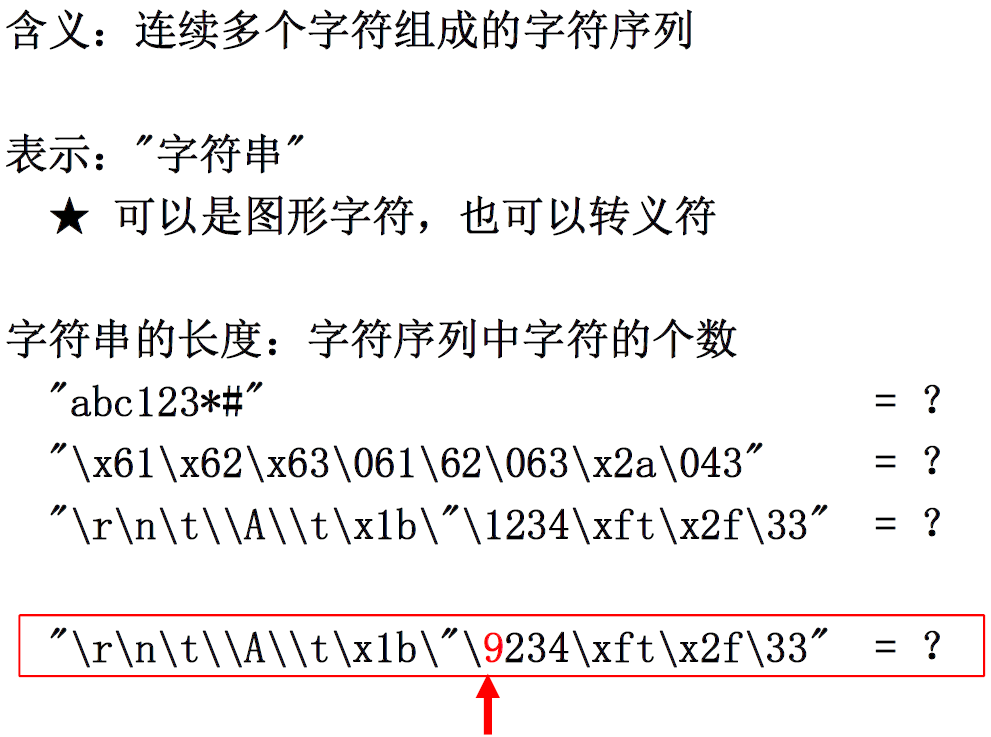 含义：连续多个字符组成的字符序列
表示："字符串"
★ 可以是图形字符，也可以转义符
字符串的长度：字符序列中字符的个数
"abc123*#" = ?
"\x61\x62\x63\061\62\063\x2a\043" = ?
"\r\n\t\\A\\t\x1b\"\1234\xft\x2f\33" = ?
"\r\n\t\\A\\t\x1b\"\9234\xft\x2f\33" = ?